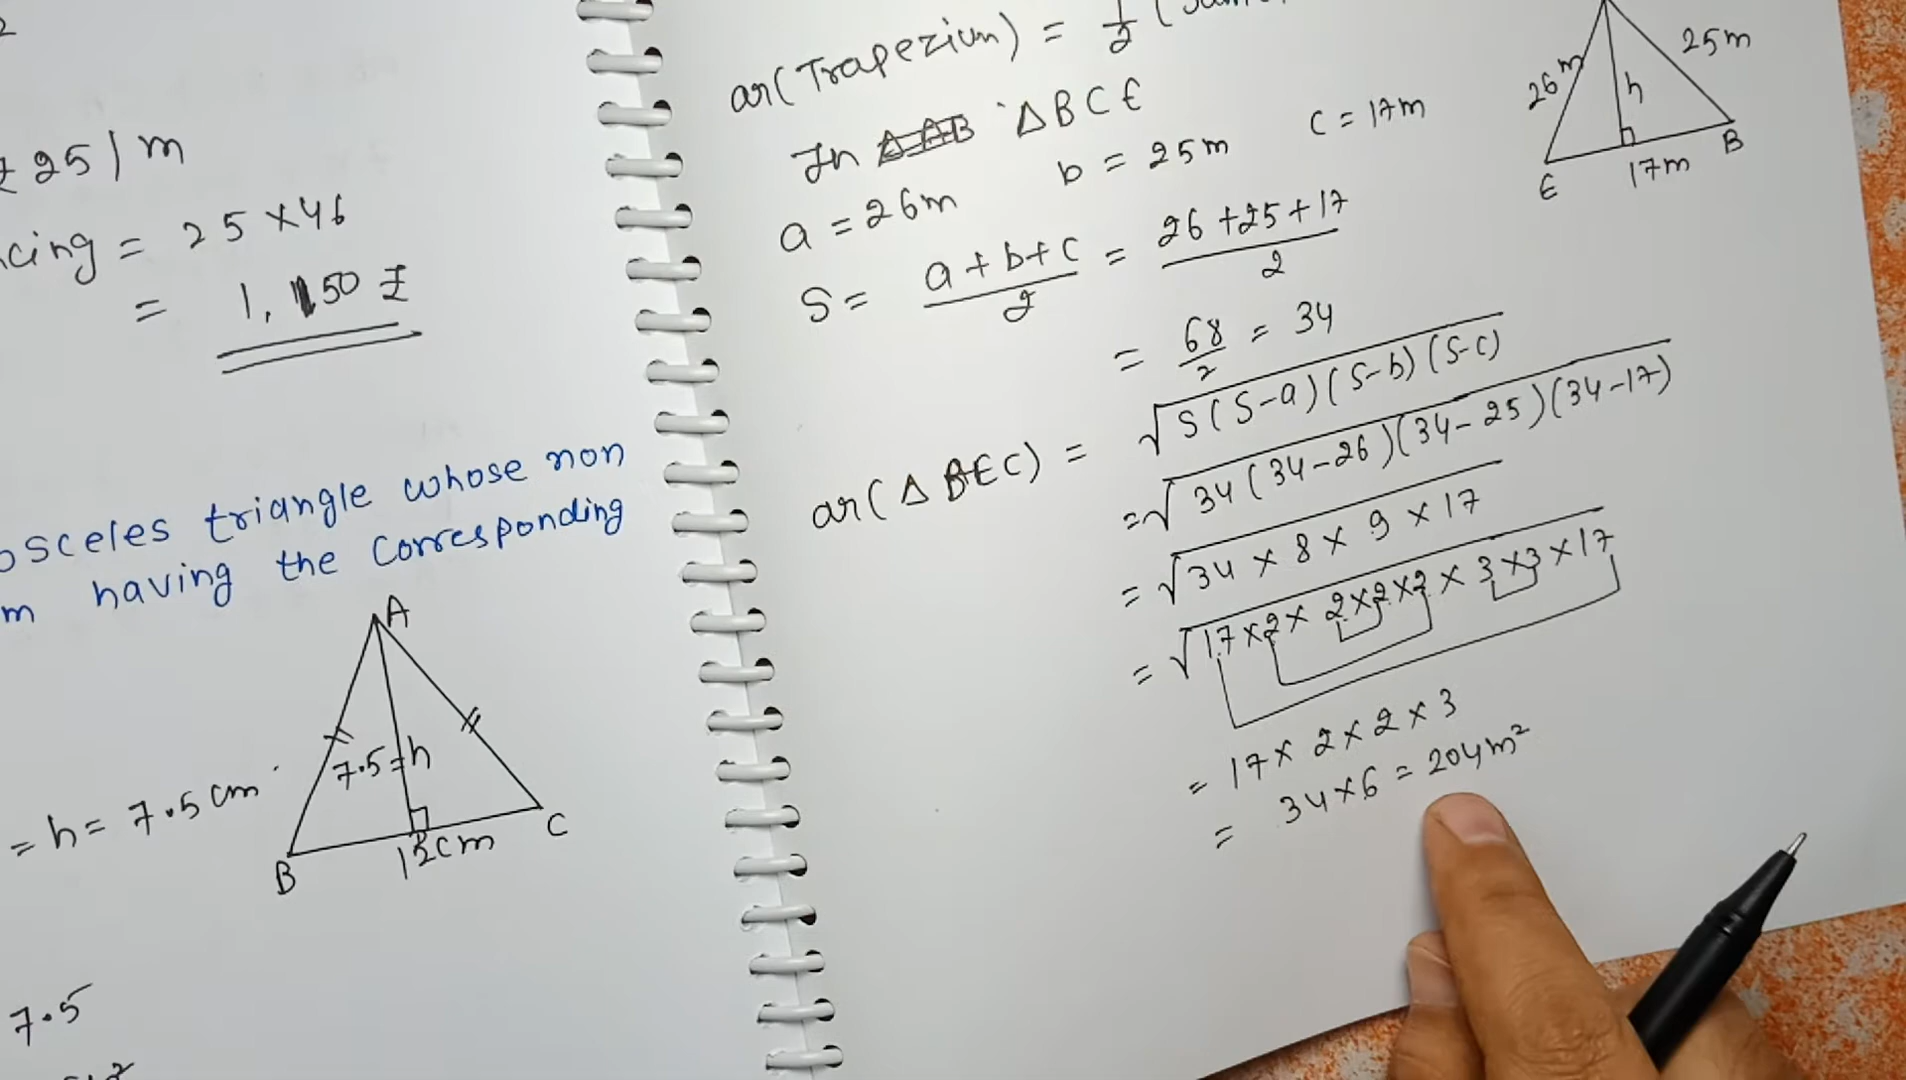 2
₹ 25/m
cing = 25 × 46
= 1,150 ₹
osceles triangle whose non
m having the corresponding
A
7.5 = h
= h = 7.5 cm
B
12cm
C
7.5
ar(Trapezium) = 1/2 (
In ΔBCE
a = 26m b = 25m c = 17m
S = a+b+c/2 = 26+25+17/2
= 68/2 = 34
ar(ΔBEC) = √S(S-a)(S-b)(S-c)
= √34(34-26)(34-25)(34-17)
= √34 × 8 × 9 × 17
= √17×2× 2×2×2 × 3×3×17
= 17× 2×2×3
= 34×6 = 204m²
26m
h
25m
E
17m
B